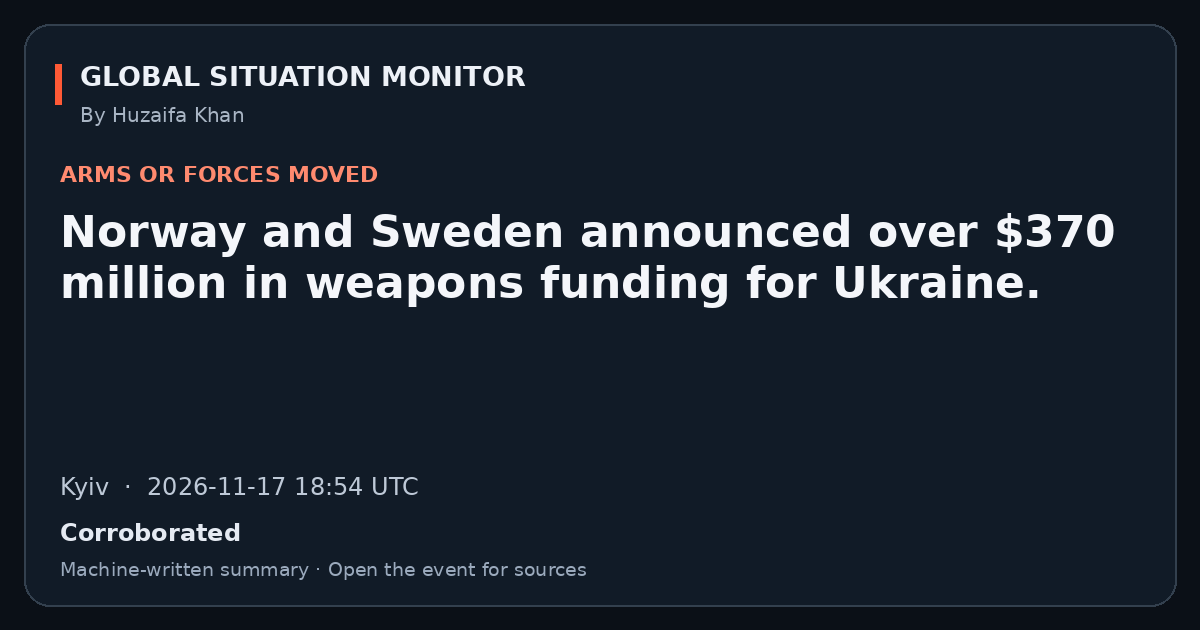 GLOBAL SITUATION MONITOR
By Huzaifa Khan
ARMS OR FORCES MOVED
Norway and Sweden announced over $370
million in weapons funding for Ukraine.
Kyiv · 2026-11-17 18:54 UTC
Corroborated
Machine-written summary · Open the event for sources